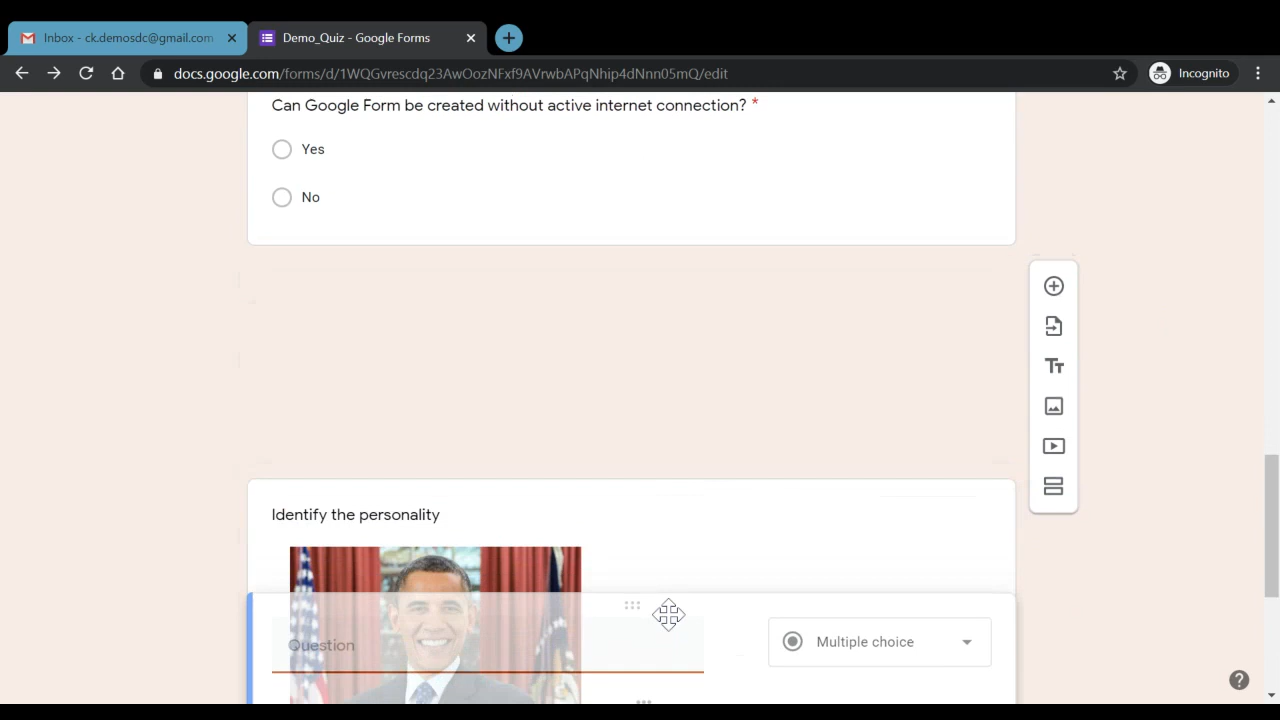 Inbox - ck.demosdc@gmail.com
Demo_Quiz - Google Forms
docs.google.com/forms/d/1WQGvrescdq23AwOozNFxf9AVrwbAPqNhip4dNnn05mQ/edit
Incognito
Can Google Form be created without active internet connection? *
Yes
No
Identify the personality
Question
Multiple choice